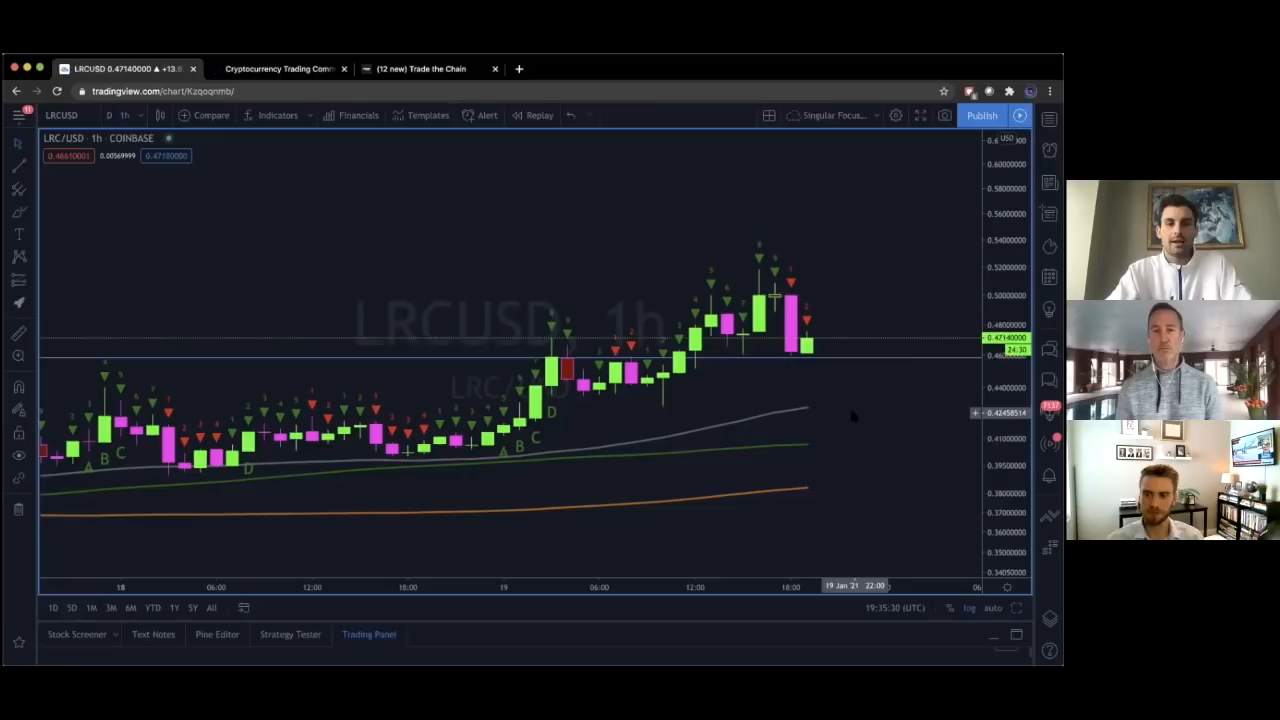 LRCUSD 0.47140000 ▲ +13.9
Cryptocurrency Trading Comm
(12 new) Trade the Chain
tradingview.com/chart/Kzqoqnmb/
11
LRCUSD D 1h Compare Indicators Financials Templates Alert Replay Singular Focus... Publish
LRC/USD · 1h · COINBASE
USD
0.46610001 0.00569999 0.47180000
0.60000000
0.58000000
0.56000000
0.54000000
0.52000000
0.50000000
0.48000000
0.47140000
24:30
0.44000000
0.42458514
0.41000000
0.39500000
0.38000000
0.37000000
0.36000000
0.35000000
0.34050000
LRCUSD, 1h
A B C D A B C D
18 06:00 12:00 18:00 19 06:00 12:00 18:00 19 Jan '21 22:00 06
1D 5D 1M 3M 6M YTD 1Y 5Y All 19:35:30 (UTC) % log auto
Stock Screener Text Notes Pine Editor Strategy Tester Trading Panel